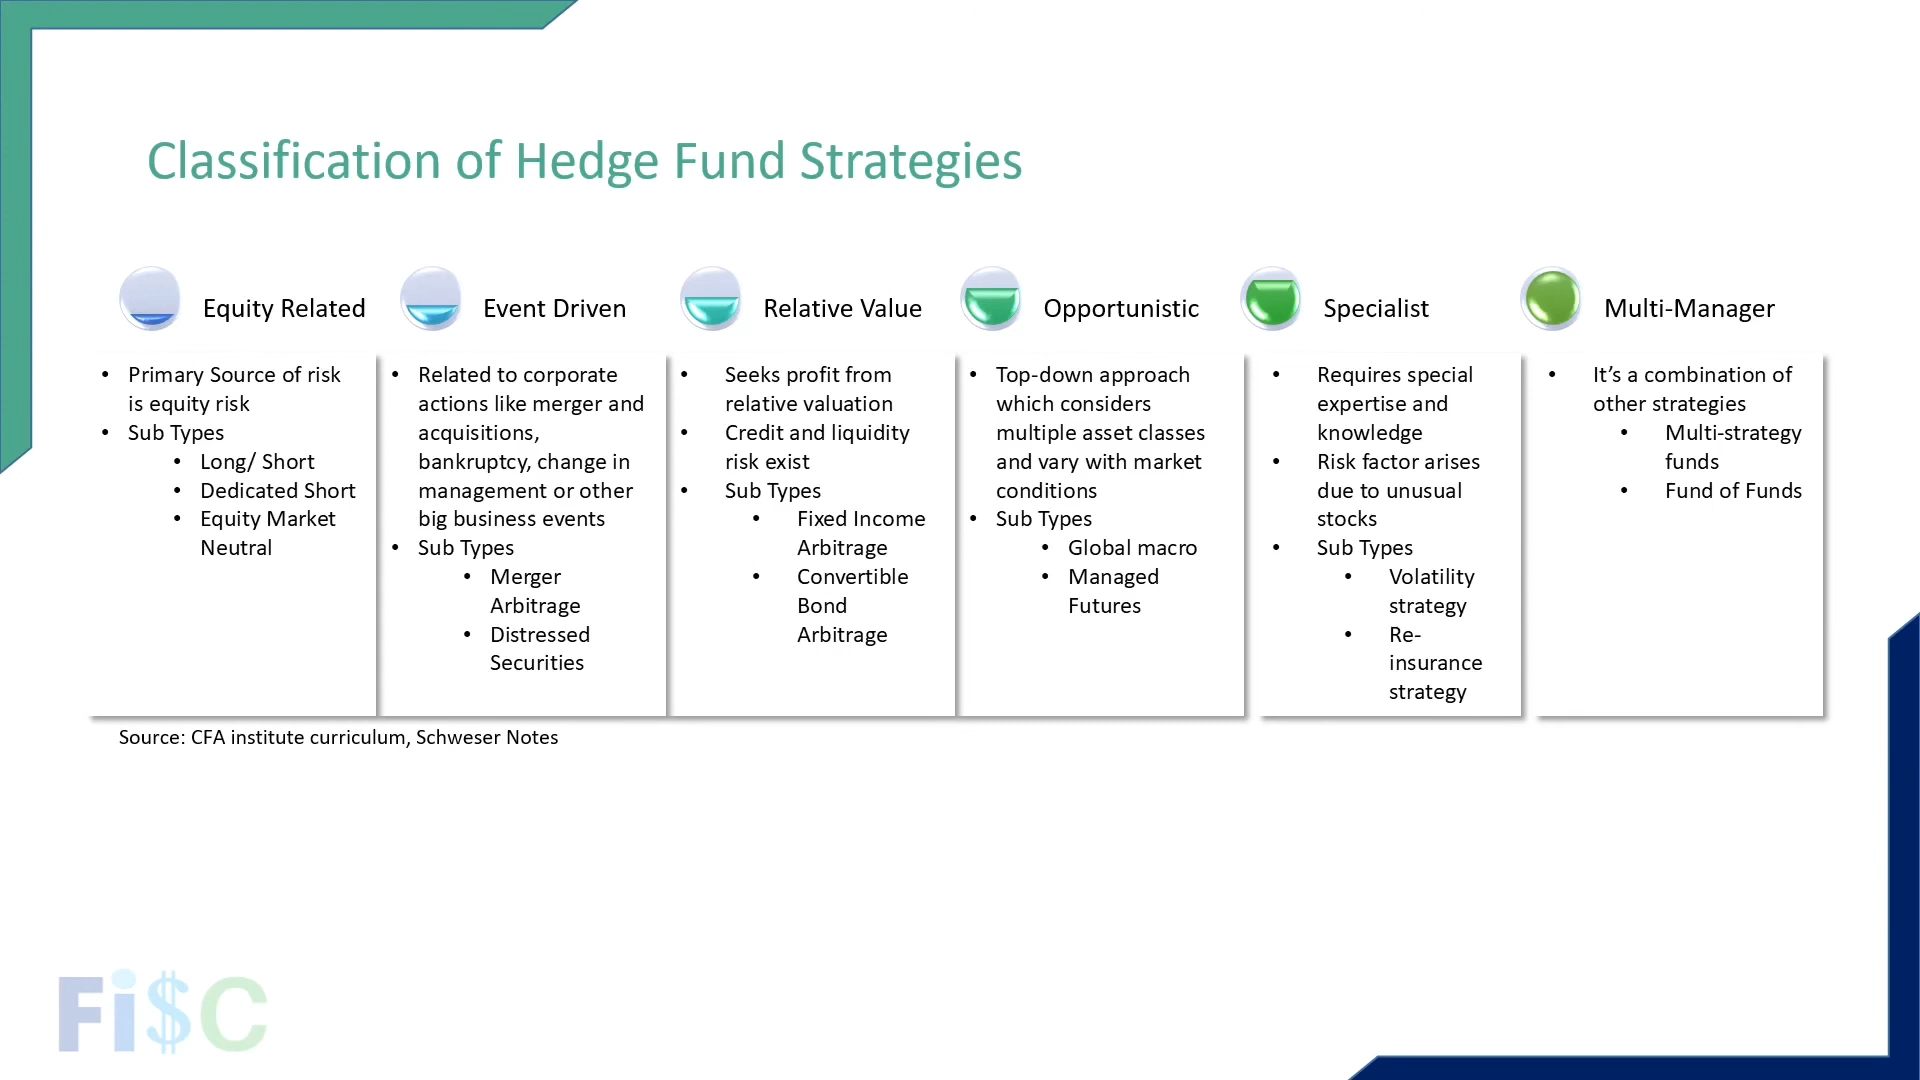 Classification of Hedge Fund Strategies
Equity Related
• Primary Source of risk
is equity risk
• Sub Types
• Long/ Short
• Dedicated Short
• Equity Market
Neutral
Event Driven
• Related to corporate
actions like merger and
acquisitions,
bankruptcy, change in
management or other
big business events
• Sub Types
• Merger
Arbitrage
• Distressed
Securities
Relative Value
• Seeks profit from
relative valuation
• Credit and liquidity
risk exist
• Sub Types
• Fixed Income
Arbitrage
• Convertible
Bond
Arbitrage
Opportunistic
• Top-down approach
which considers
multiple asset classes
and vary with market
conditions
• Sub Types
• Global macro
• Managed
Futures
Specialist
• Requires special
expertise and
knowledge
• Risk factor arises
due to unusual
stocks
• Sub Types
• Volatility
strategy
• Re-
insurance
strategy
Multi-Manager
• It’s a combination of
other strategies
• Multi-strategy
funds
• Fund of Funds
Source: CFA institute curriculum, Schweser Notes
Fi$C